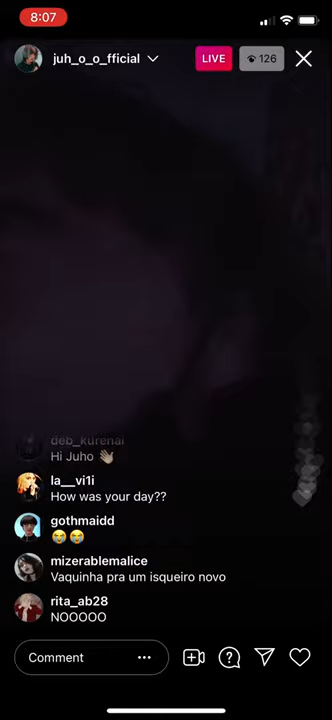 8:07
juh_o_o_fficial
LIVE
126
deb_kurenai
Hi Juho 👋🏼
la__vi1i
How was your day??
gothmaidd
😭😭
mizerablemalice
Vaquinha pra um isqueiro novo
rita_ab28
NOOOOO
Comment